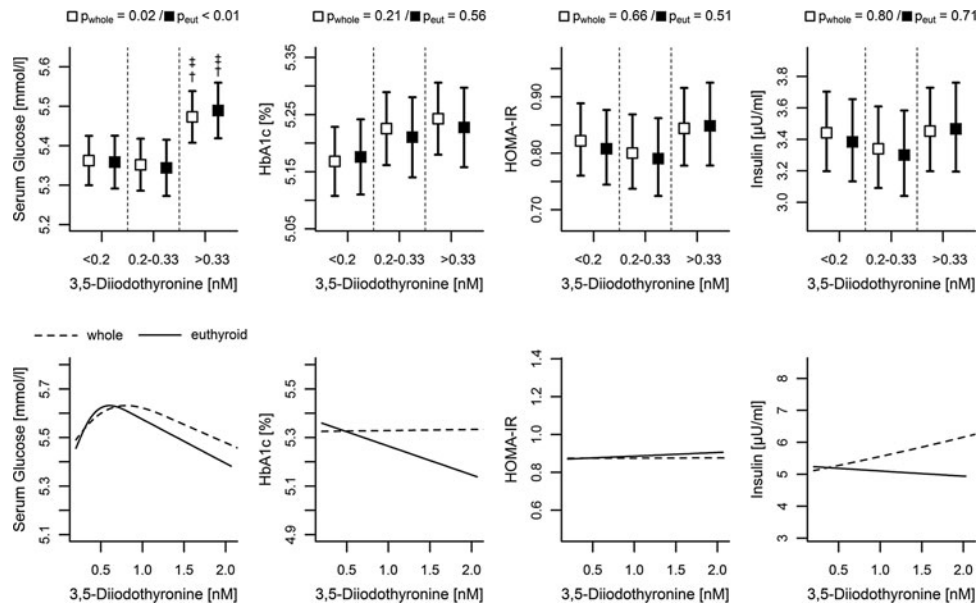 □ p whole = 0.02 / ■ p eut < 0.01
Serum Glucose [mmol/l]
5.6
5.5
5.4
5.3
5.2
‡ ‡
† †
<0.2 0.2-0.33 >0.33
3,5-Diiodothyronine [nM]
□ p whole = 0.21 / ■ p eut = 0.56
HbA1c [%]
5.35
5.25
5.15
5.05
<0.2 0.2-0.33 >0.33
3,5-Diiodothyronine [nM]
□ p whole = 0.66 / ■ p eut = 0.51
HOMA-IR
0.90
0.80
0.70
<0.2 0.2-0.33 >0.33
3,5-Diiodothyronine [nM]
□ p whole = 0.80 / ■ p eut = 0.71
Insulin [µU/ml]
3.8
3.6
3.4
3.2
3.0
<0.2 0.2-0.33 >0.33
3,5-Diiodothyronine [nM]
whole euthyroid
Serum Glucose [mmol/l]
5.7
5.5
5.3
5.1
0.5 1.0 1.5 2.0
3,5-Diiodothyronine [nM]
HbA1c [%]
5.5
5.3
5.1
4.9
0.5 1.0 1.5 2.0
3,5-Diiodothyronine [nM]
HOMA-IR
1.4
1.2
1.0
0.8
0.6
0.5 1.0 1.5 2.0
3,5-Diiodothyronine [nM]
Insulin [µU/ml]
8
7
6
5
4
3
0.5 1.0 1.5 2.0
3,5-Diiodothyronine [nM]